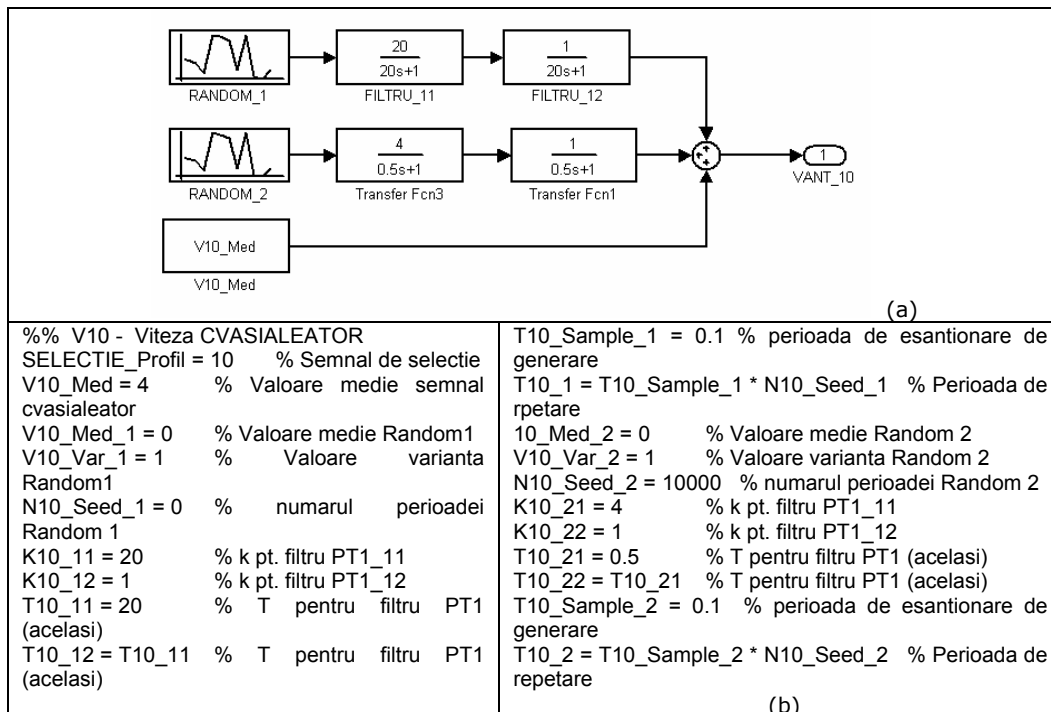 20
20s+1
1
20s+1
RANDOM_1
FILTRU_11
FILTRU_12
4
0.5s+1
1
0.5s+1
1
VANT_10
RANDOM_2
Transfer Fcn3
Transfer Fcn1
V10_Med
V10_Med
(a)
%% V10 - Viteza CVASIALEATOR
SELECTIE_Profil = 10 % Semnal de selectie
V10_Med = 4 % Valoare medie semnal
cvasialeator
V10_Med_1 = 0 % Valoare medie Random1
V10_Var_1 = 1 % Valoare varianta
Random1
N10_Seed_1 = 0 % numarul perioadei
Random 1
K10_11 = 20 % k pt. filtru PT1_11
K10_12 = 1 % k pt. filtru PT1_12
T10_11 = 20 % T pentru filtru PT1
(acelasi)
T10_12 = T10_11 % T pentru filtru PT1
(acelasi)
T10_Sample_1 = 0.1 % perioada de esantionare de
generare
T10_1 = T10_Sample_1 * N10_Seed_1 % Perioada de
rpetare
10_Med_2 = 0 % Valoare medie Random 2
V10_Var_2 = 1 % Valoare varianta Random 2
N10_Seed_2 = 10000 % numarul perioadei Random 2
K10_21 = 4 % k pt. filtru PT1_11
K10_22 = 1 % k pt. filtru PT1_12
T10_21 = 0.5 % T pentru filtru PT1 (acelasi)
T10_22 = T10_21 % T pentru filtru PT1 (acelasi)
T10_Sample_2 = 0.1 % perioada de esantionare de
generare
T10_2 = T10_Sample_2 * N10_Seed_2 % Perioada de
repetare
(b)